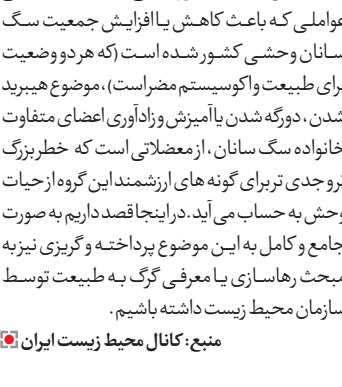 عواملی که باعث کاهش یا افزایش جمعیت سگ
سانان وحشی کشور شده است (که هر دو وضعیت
برای طبیعت و اکوسیستم مضر است)، موضوع هیبرید
شدن، دورگه شدن یا آمیزش و زادآوری اعضای متفاوت
خانواده سگ سانان، از معضلاتی است که خطر بزرگ
تر و جدی تر برای گونه های ارزشمند این گروه از حیات
وحش به حساب می آید. در اینجا قصد داریم به صورت
جامع و کامل به این موضوع پرداخته و گریزی نیز به
مبحث رهاسازی یا معرفی گرگ به طبیعت توسط
سازمان محیط زیست داشته باشیم.
منبع: کانال محیط زیست ایران